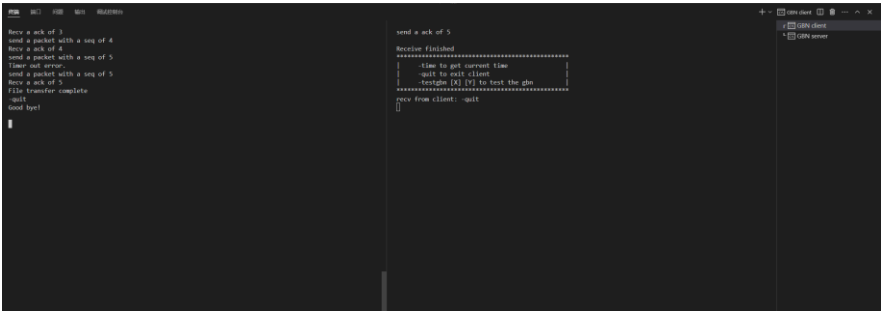 GBN client
GBN client
GBN server
Recv a ack of 3
send a packet with a seq of 4
Recv a ack of 4
send a packet with a seq of 5
Timer out error.
send a packet with a seq of 5
Recv a ack of 5
File transfer complete
-quit
Good bye!
send a ack of 5
Receive finished
************************************************
| -time to get current time |
| -quit to exit client |
| -testgbn [X] [Y] to test the gbn |
************************************************
recv from client: -quit